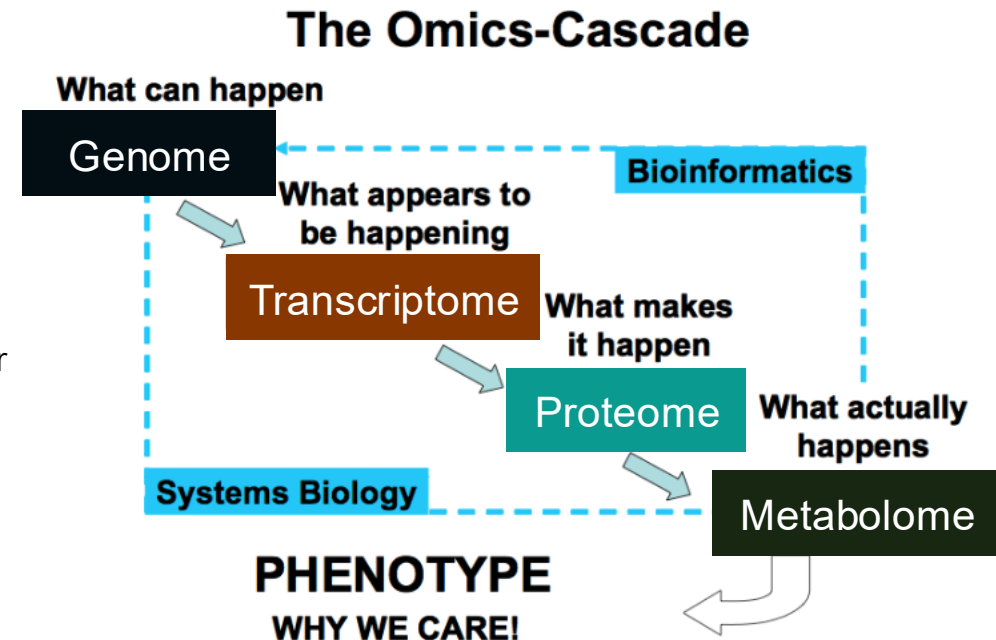 The Omics-Cascade
What can happen
Genome
Bioinformatics
What appears to
be happening
Transcriptome
What makes
it happen
r
Proteome
What actually
happens
Systems Biology
Metabolome
PHENOTYPE
WHY WE CARE!